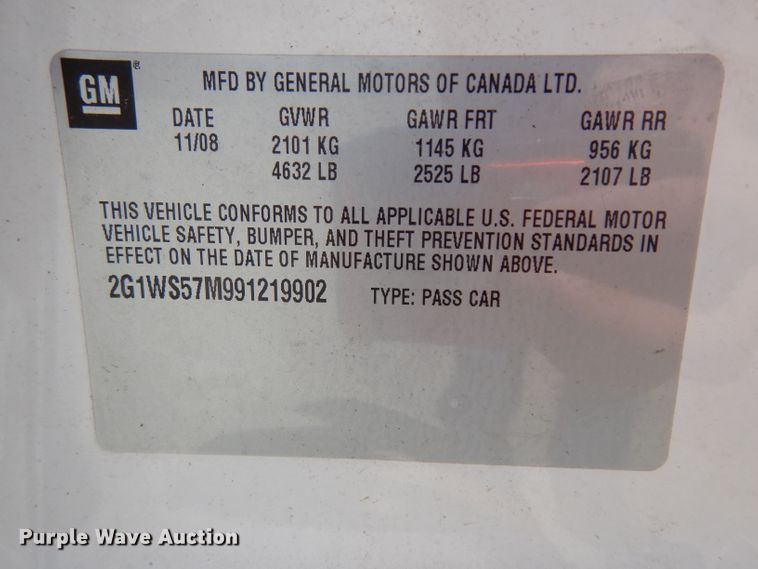 GM ®
MFD BY GENERAL MOTORS OF CANADA LTD.
DATE GVWR GAWR FRT GAWR RR
11/08 2101 KG 1145 KG 956 KG
4632 LB 2525 LB 2107 LB
THIS VEHICLE CONFORMS TO ALL APPLICABLE U.S. FEDERAL MOTOR
VEHICLE SAFETY, BUMPER, AND THEFT PREVENTION STANDARDS IN
EFFECT ON THE DATE OF MANUFACTURE SHOWN ABOVE.
2G1WS57M991219902 TYPE: PASS CAR
Purple Wave Auction